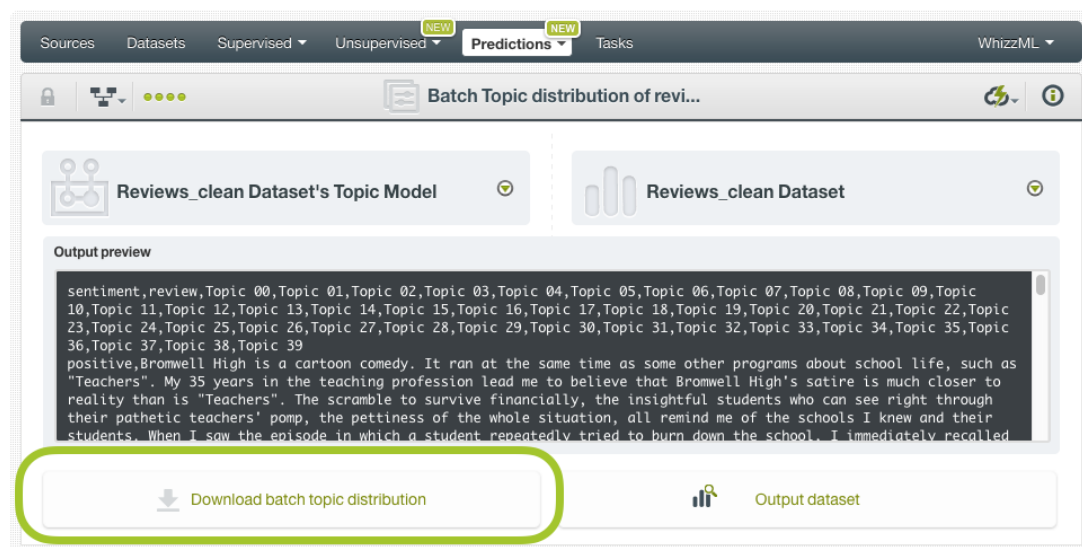 NEW NEW
Sources Datasets Supervised Unsupervised Predictions Tasks WhizzML
Batch Topic distribution of revi...
Reviews_clean Dataset's Topic Model Reviews_clean Dataset
Output preview
sentiment,review,Topic 00,Topic 01,Topic 02,Topic 03,Topic 04,Topic 05,Topic 06,Topic 07,Topic 08,Topic 09,Topic
10,Topic 11,Topic 12,Topic 13,Topic 14,Topic 15,Topic 16,Topic 17,Topic 18,Topic 19,Topic 20,Topic 21,Topic 22,Topic
23,Topic 24,Topic 25,Topic 26,Topic 27,Topic 28,Topic 29,Topic 30,Topic 31,Topic 32,Topic 33,Topic 34,Topic 35,Topic
36,Topic 37,Topic 38,Topic 39
positive,Bromwell High is a cartoon comedy. It ran at the same time as some other programs about school life, such as
"Teachers". My 35 years in the teaching profession lead me to believe that Bromwell High's satire is much closer to
reality than is "Teachers". The scramble to survive financially, the insightful students who can see right through
their pathetic teachers' pomp, the pettiness of the whole situation, all remind me of the schools I knew and their
students. When I saw the episode in which a student repeatedly tried to burn down the school, I immediately recalled
Download batch topic distribution Output dataset